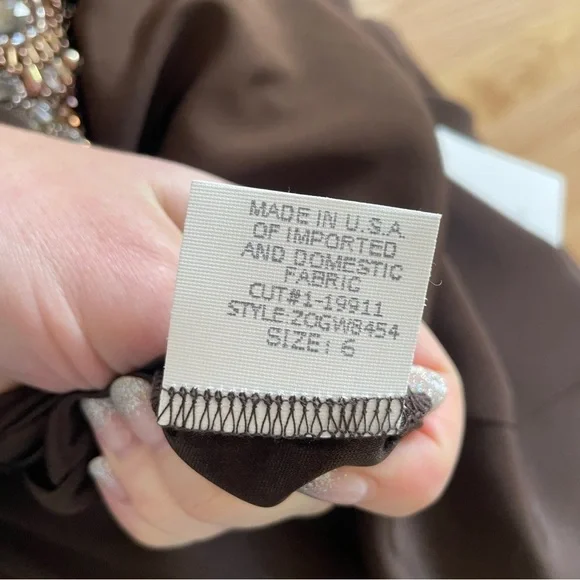 MADE IN U.S.A
OF IMPORTED
AND DOMESTIC
FABRIC
CUT#1-19911
STYLE:ZOGW8454
SIZE: 6